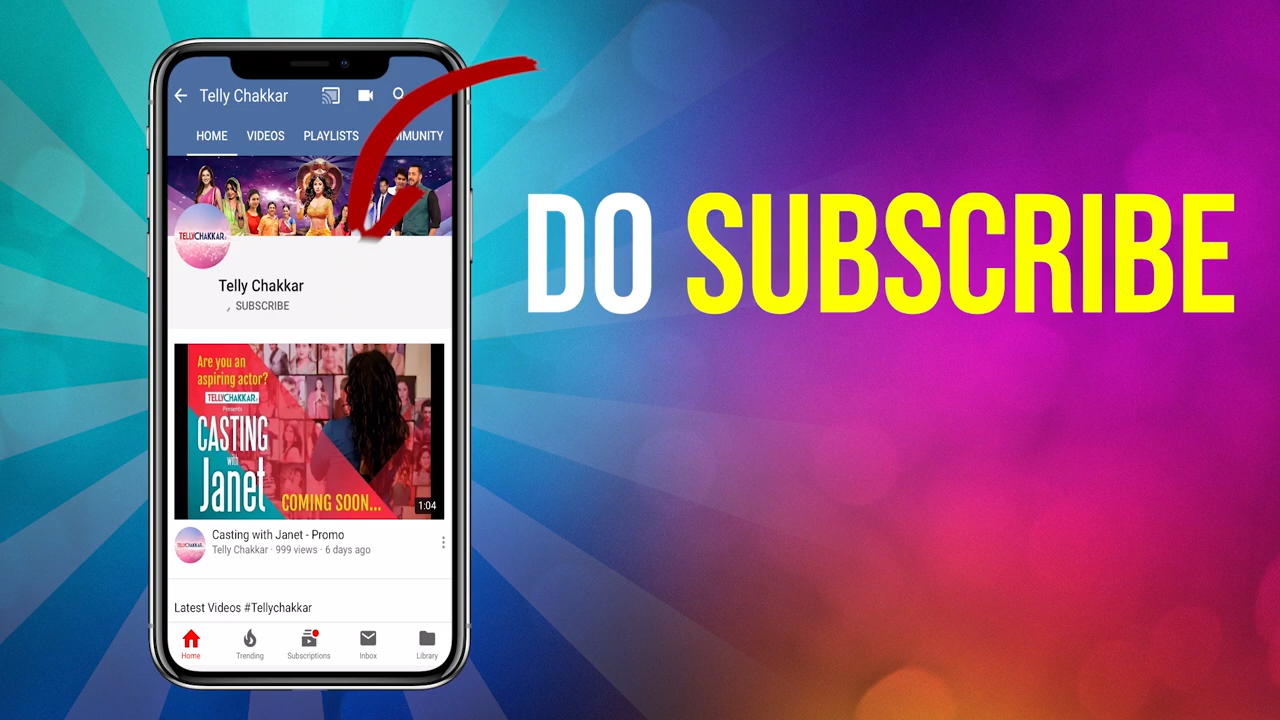 Telly Chakkar
HOME VIDEOS PLAYLISTS MMUNITY
TELLYCHAKKAR
Telly Chakkar
SUBSCRIBE
Are you an
aspiring actor?
TELLYCHAKKAR
Presents
CASTING
with
Janet
COMING SOON...
1:04
Casting with Janet - Promo
Telly Chakkar · 999 views · 6 days ago
TELLYCHAKKAR
Latest Videos #Tellychakkar
Home Trending Subscriptions Inbox Library
DO SUBSCRIBE